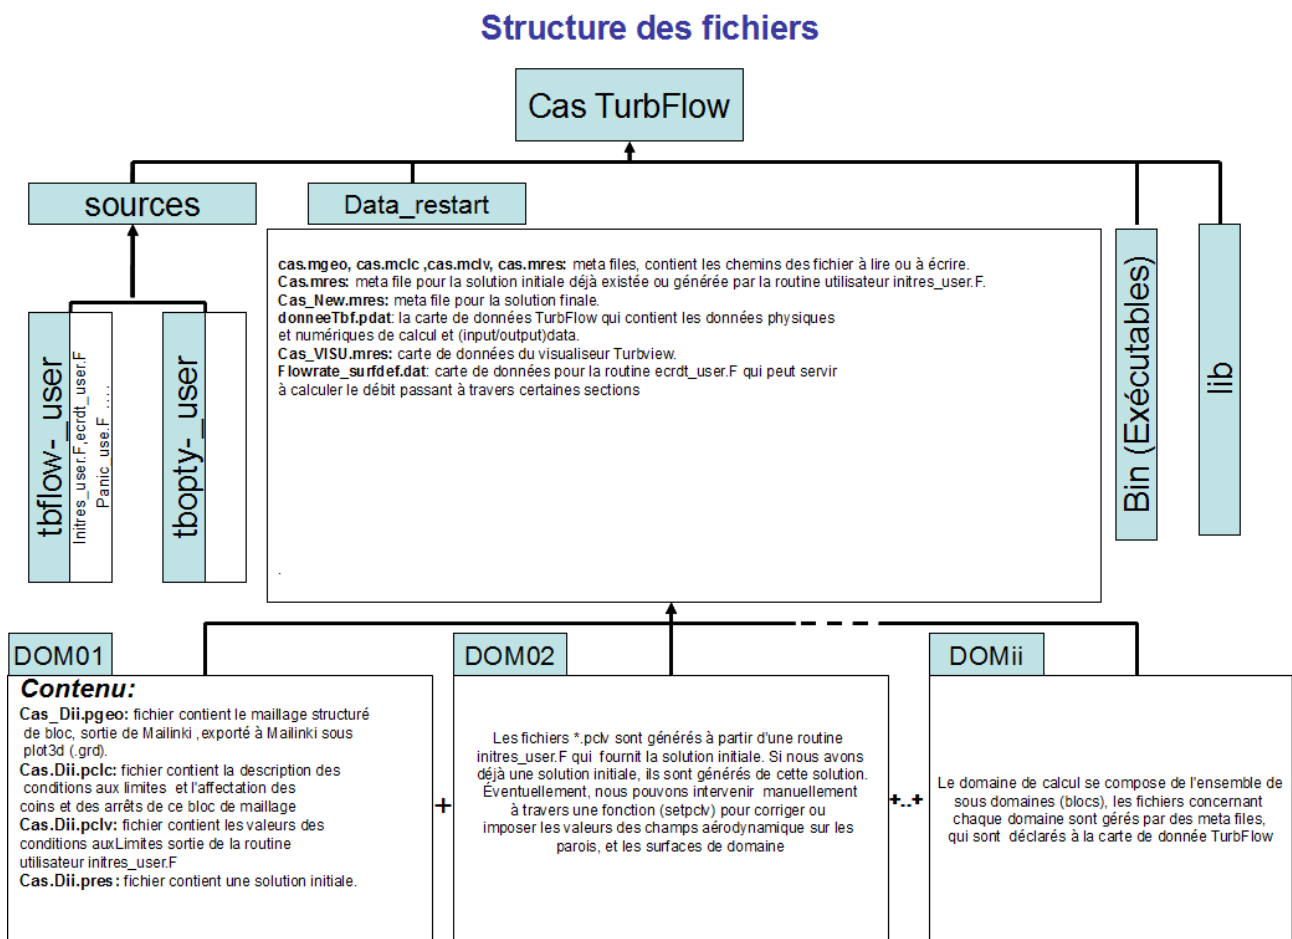 Structure des fichiers
Cas TurbFlow
sources
Data_restart
cas.mgeo, cas.mclc ,cas.mclv, cas.mres: meta files, contient les chemins des fichier à lire ou à écrire.
Cas.mres: meta file pour la solution initiale déjà existée ou générée par la routine utilisateur initres_user.F.
Cas_New.mres: meta file pour la solution finale.
donneeTbf.pdat: la carte de données TurbFlow qui contient les données physiques
et numériques de calcul et (input/output)data.
Cas_VISU.mres: carte de données du visualiseur Turbview.
Flowrate_surfdef.dat: carte de données pour la routine ecrdt_user.F qui peut servir
à calculer le débit passant à travers certaines sections
.
Bin (Exécutables)
lib
tbflow-_user
Initres_user.F,ecrdt_user.F
Panic_use.F ....
tbopty-_user
DOM01
Contenu:
Cas_Dii.pgeo: fichier contient le maillage structuré
de bloc, sortie de Mailinki ,exporté à Mailinki sous
plot3d (.grd).
Cas.Dii.pclc: fichier contient la description des
conditions aux limites et l'affectation des
coins et des arrêts de ce bloc de maillage
Cas.Dii.pclv: fichier contient les valeurs des
conditions auxLimites sortie de la routine
utilisateur initres_user.F
Cas.Dii.pres: fichier contient une solution initiale.
+
DOM02
Les fichiers *.pclv sont générés à partir d'une routine
initres_user.F qui fournit la solution initiale. Si nous avons
déjà une solution initiale, ils sont générés de cette solution.
Éventuellement, nous pouvons intervenir manuellement
à travers une fonction (setpclv) pour corriger ou
imposer les valeurs des champs aérodynamique sur les
parois, et les surfaces de domaine
+..+
DOMii
Le domaine de calcul se compose de l'ensemble de
sous domaines (blocs), les fichiers concernant
chaque domaine sont gérés par des meta files,
qui sont déclarés à la carte de donnée TurbFlow